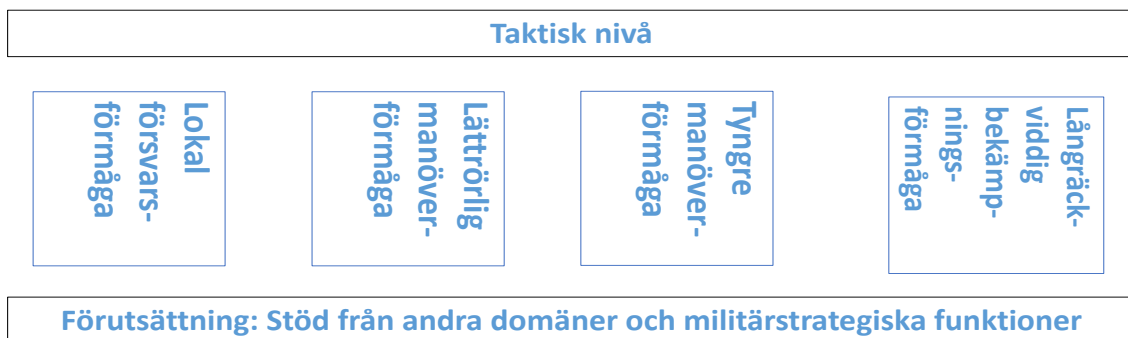 Taktisk nivå
Lokal
försvars-
förmåga
Lättrörlig
manöver-
förmåga
Tyngre
manöver-
förmåga
Långräck-
viddig
bekämp-
nings-
förmåga
Förutsättning: Stöd från andra domäner och militärstrategiska funktioner